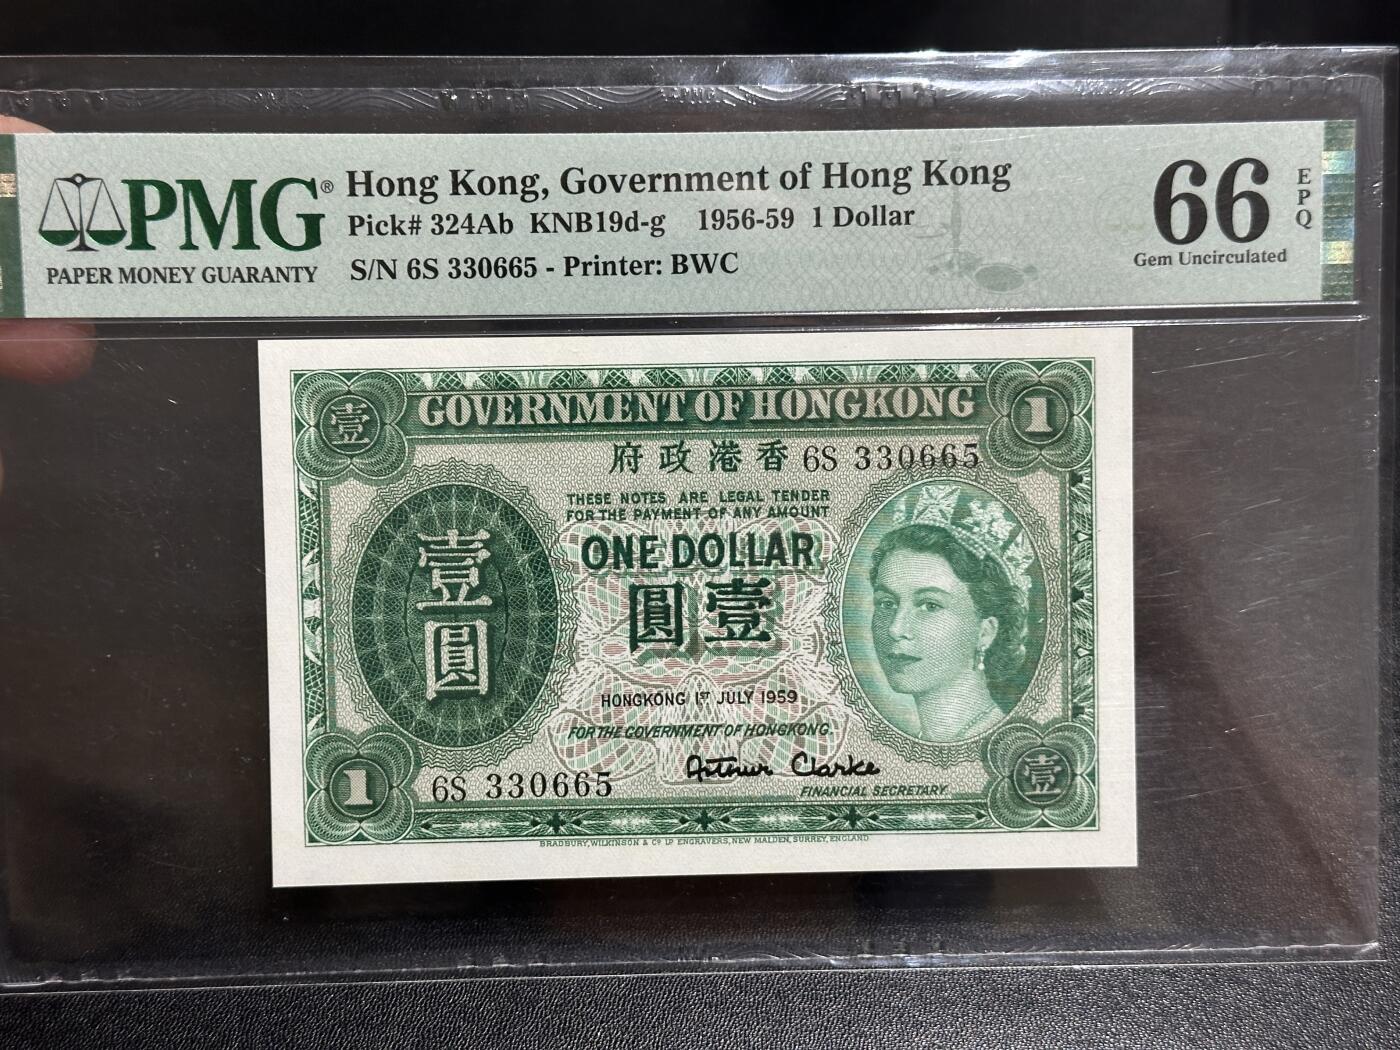 PMG®
PAPER MONEY GUARANTY
Hong Kong, Government of Hong Kong
Pick# 324Ab KNB19d-g 1956-59 1 Dollar
S/N 6S 330665 - Printer: BWC
66
EPQ
Gem Uncirculated
壹
GOVERNMENT OF HONGKONG
1
府政港香 6S 330665
THESE NOTES ARE LEGAL TENDER
FOR THE PAYMENT OF ANY AMOUNT
ONE DOLLAR
圓壹
壹圓
HONGKONG 1ST JULY 1959
FOR THE GOVERNMENT OF HONGKONG.
Arthur Clarke
FINANCIAL SECRETARY
1
6S 330665
壹
BRADBURY, WILKINSON & Co Ld ENGRAVERS, NEW MALDEN, SURREY, ENGLAND